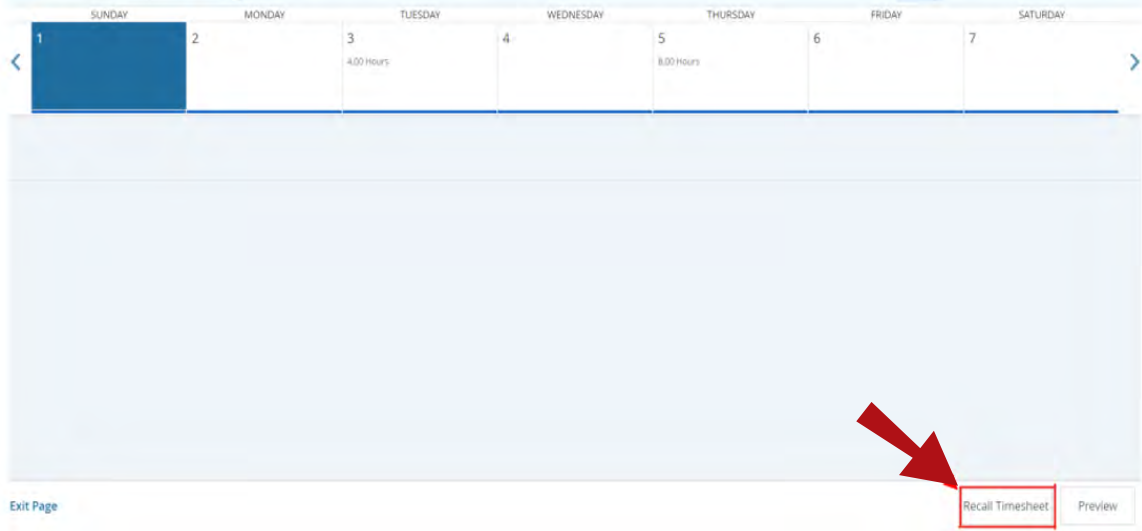 SUNDAY MONDAY TUESDAY WEDNESDAY THURSDAY FRIDAY SATURDAY
1 2 3 4 5 6 7
4.00 Hours 8.00 Hours
Exit Page Recall Timesheet Preview